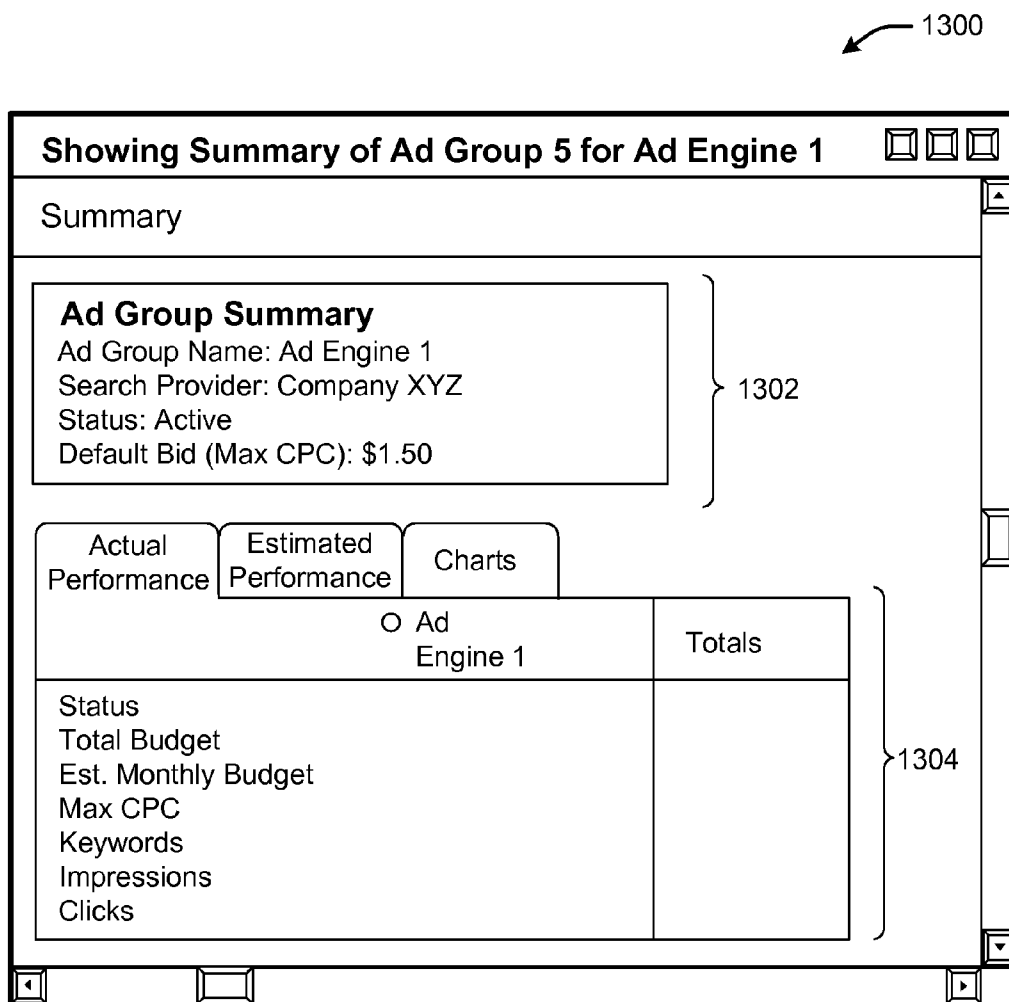 1300
Showing Summary of Ad Group 5 for Ad Engine 1
Summary
Ad Group Summary
Ad Group Name: Ad Engine 1
Search Provider: Company XYZ
Status: Active
Default Bid (Max CPC): $1.50
1302
Actual
Performance
Estimated
Performance
Charts
Ad
Engine 1
Totals
Status
Total Budget
Est. Monthly Budget
Max CPC
Keywords
Impressions
Clicks
1304